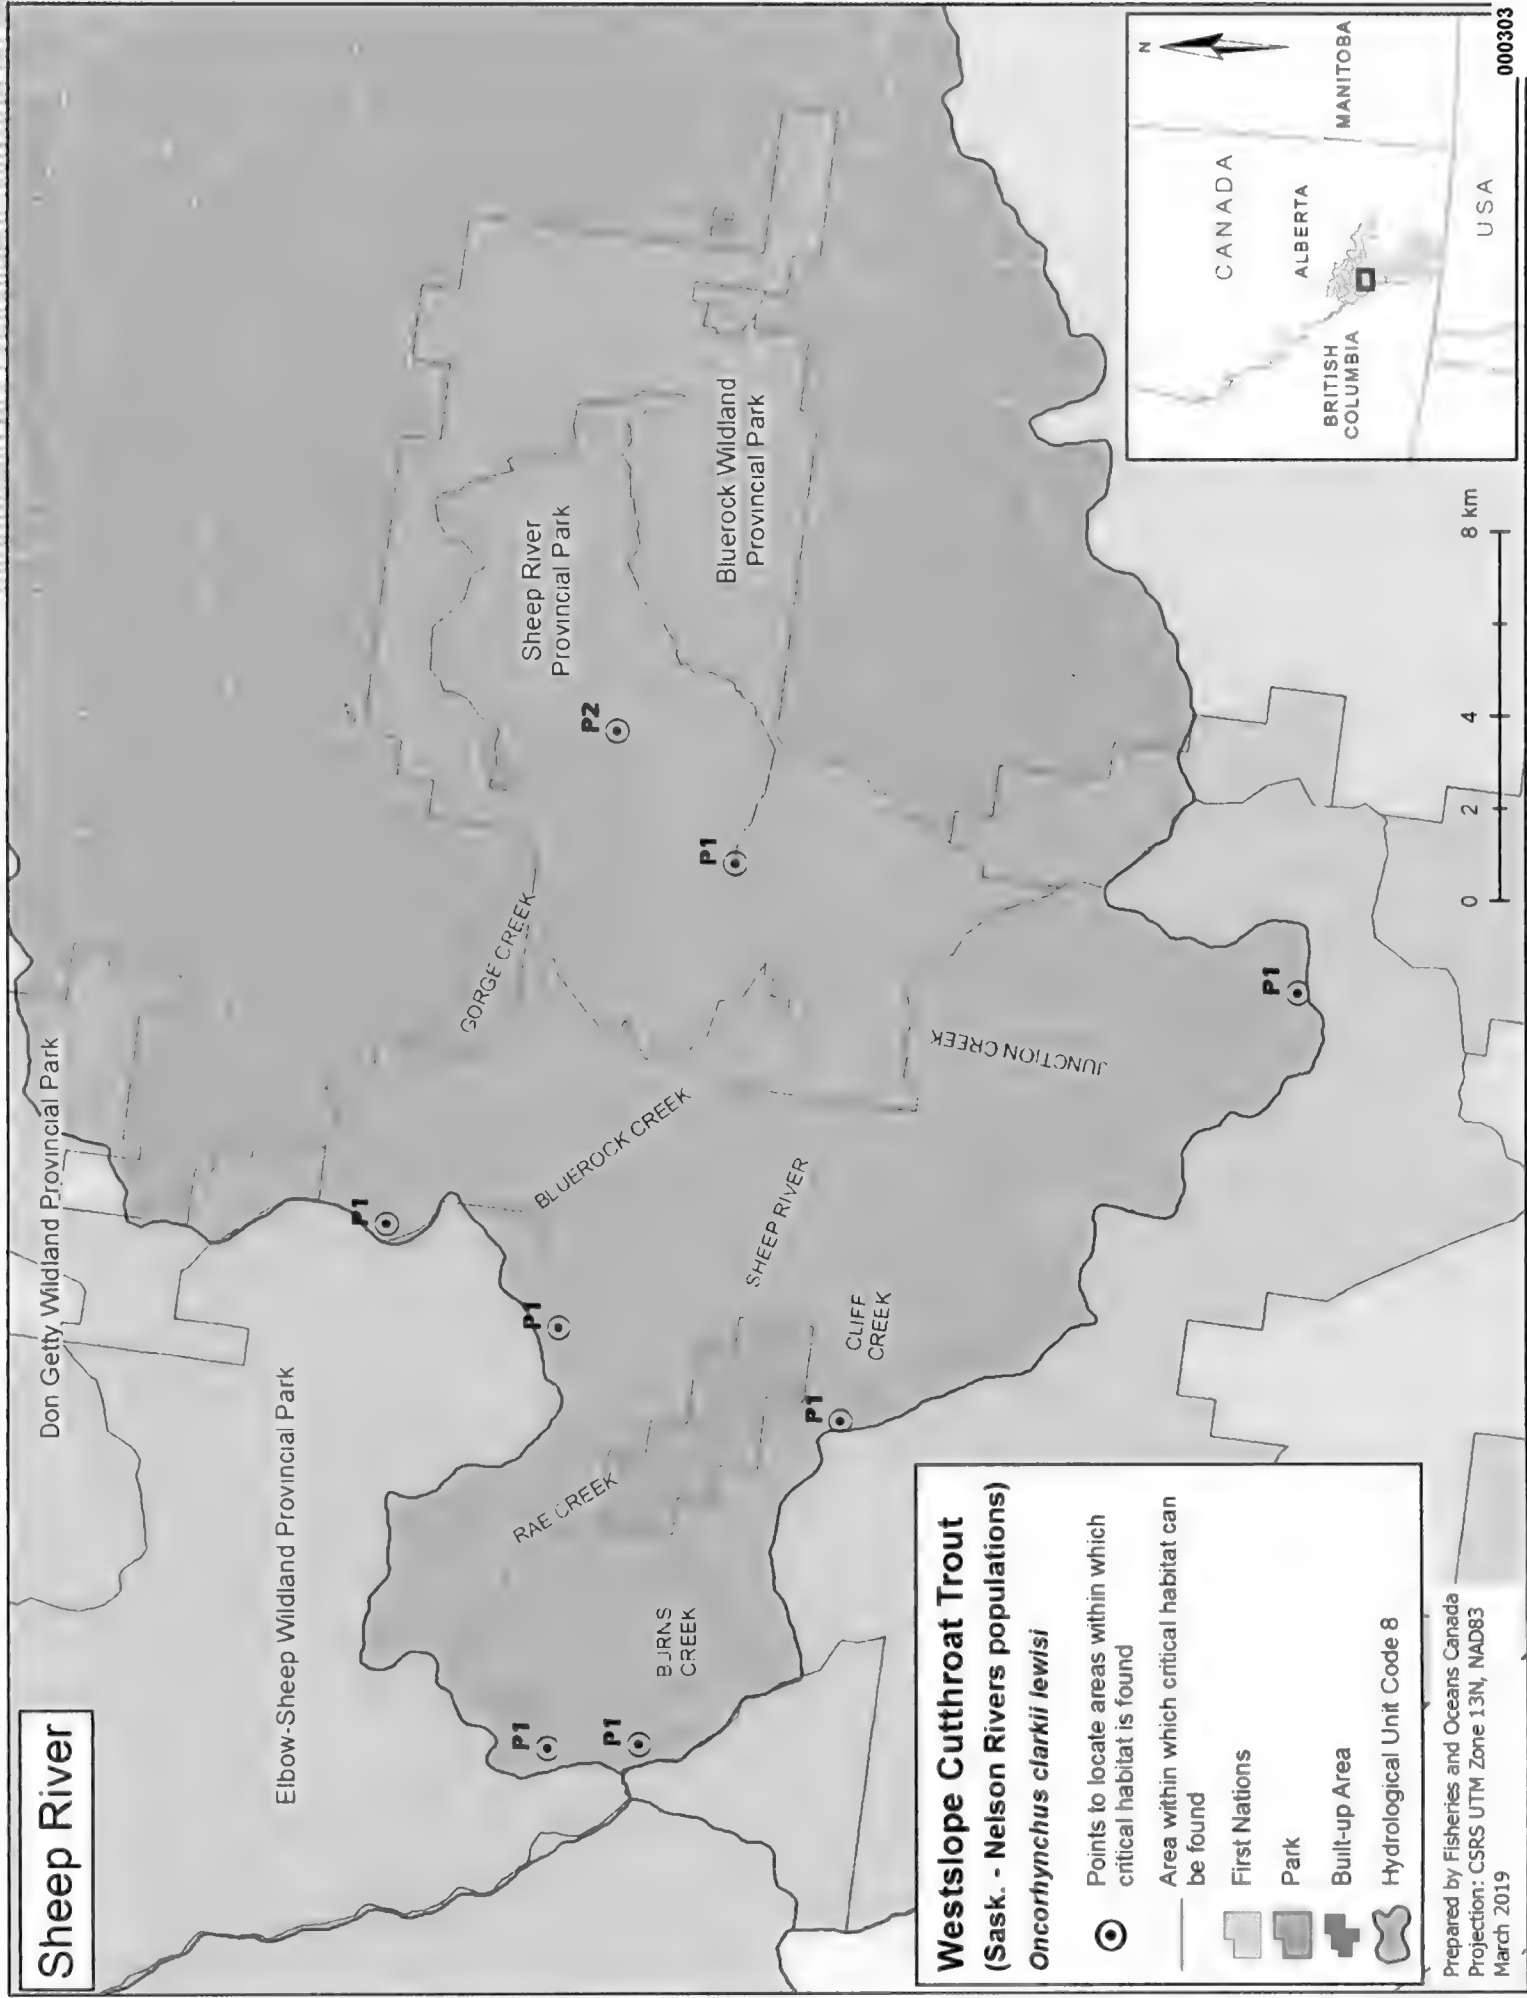 Sheep River
Don Getty Wildland Provincial Park
Elbow-Sheep Wildland Provincial Park
P1
P1
P1
P1
P1
P1
P2
P1
GORGE CREEK
BLUEROCK CREEK
RAE CREEK
BURNS
CREEK
SHEEP RIVER
CLIFF
CREEK
JUNCTION CREEK
Sheep River
Provincial Park
Bluerock Wildland
Provincial Park
Westslope Cutthroat Trout
(Sask. - Nelson Rivers populations)
Oncorhynchus clarkii lewisi
Points to locate areas within which
critical habitat is found
Area within which critical habitat can
be found
First Nations
Park
Built-up Area
Hydrological Unit Code 8
Prepared by Fisheries and Oceans Canada
Projection: CSRS UTM Zone 13N, NAD83
March 2019
0 2 4 8 km
N
CANADA
ALBERTA
MANITOBA
BRITISH
COLUMBIA
USA
000303